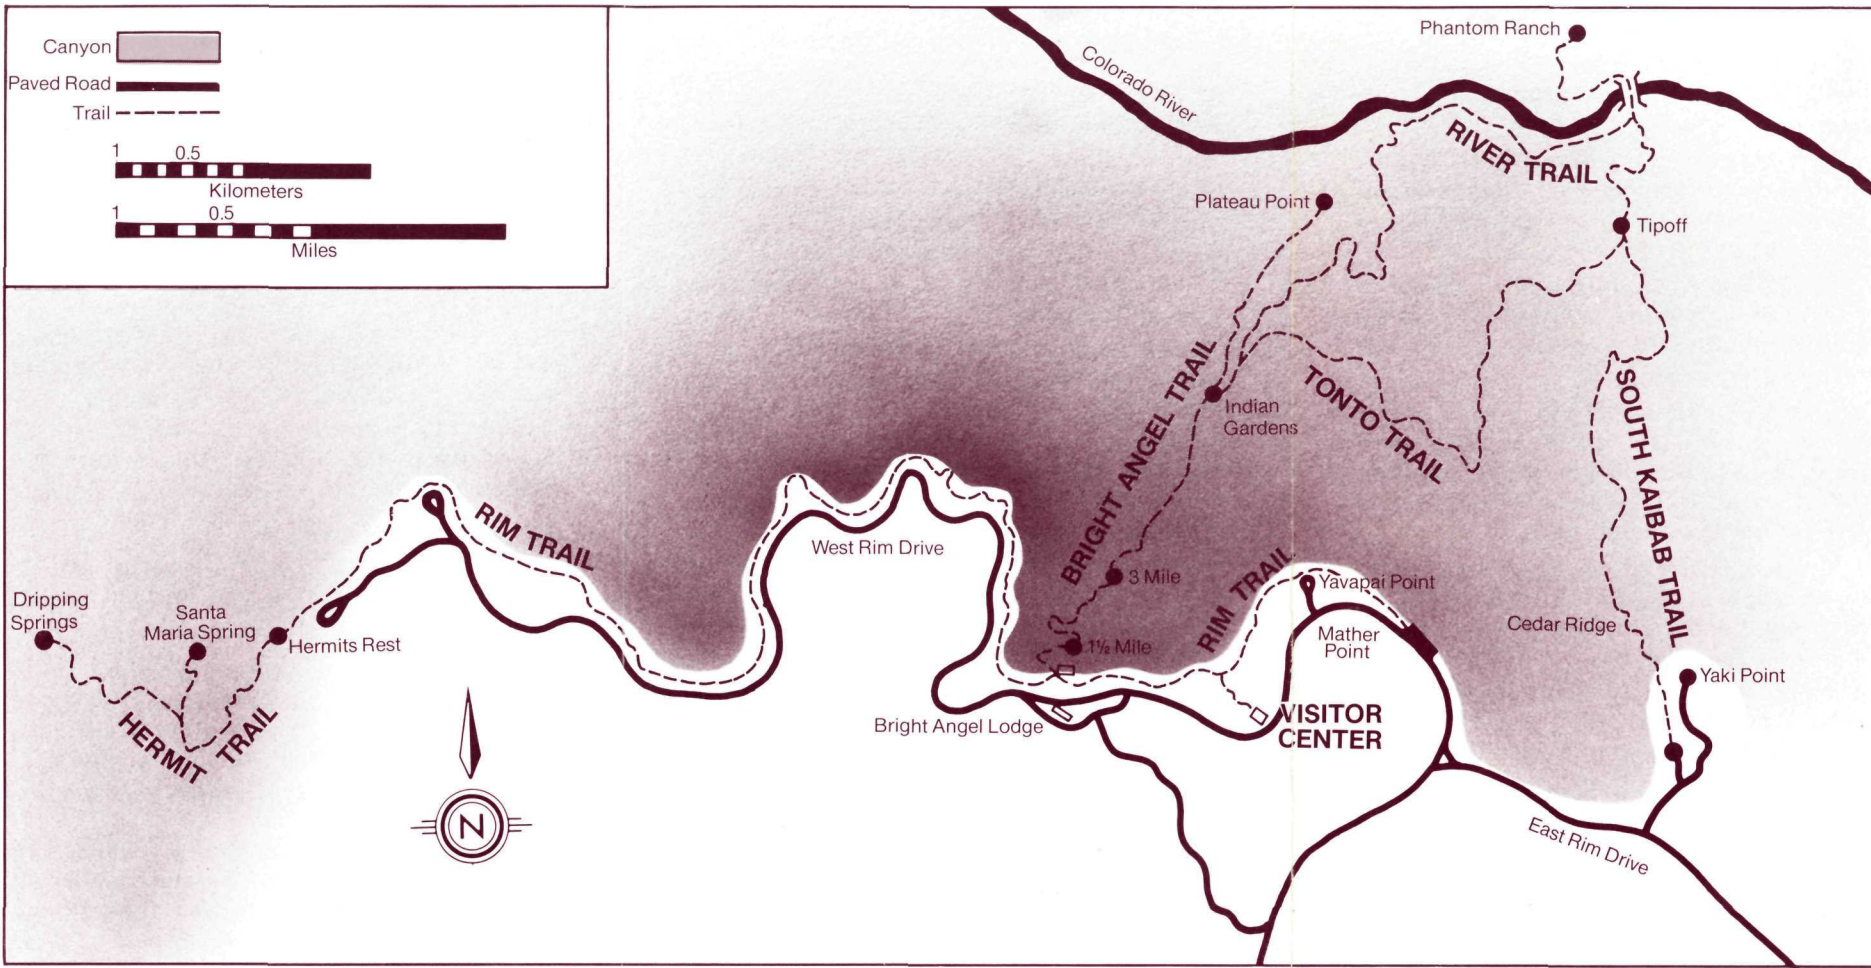 Canyon
Paved Road
Trail
1 0.5
Kilometers
1 0.5
Miles
Phantom Ranch
Colorado River
RIVER TRAIL
Plateau Point
Tipoff
BRIGHT ANGEL TRAIL
Indian
Gardens
TONTO TRAIL
SOUTH KAIBAB TRAIL
RIM TRAIL
West Rim Drive
3 Mile
RIM TRAIL
Yavapai Point
Dripping
Springs
Santa
Maria Spring
Hermits Rest
1½ Mile
Mather
Point
Cedar Ridge
Yaki Point
HERMIT
TRAIL
Bright Angel Lodge
VISITOR
CENTER
N
East Rim Drive